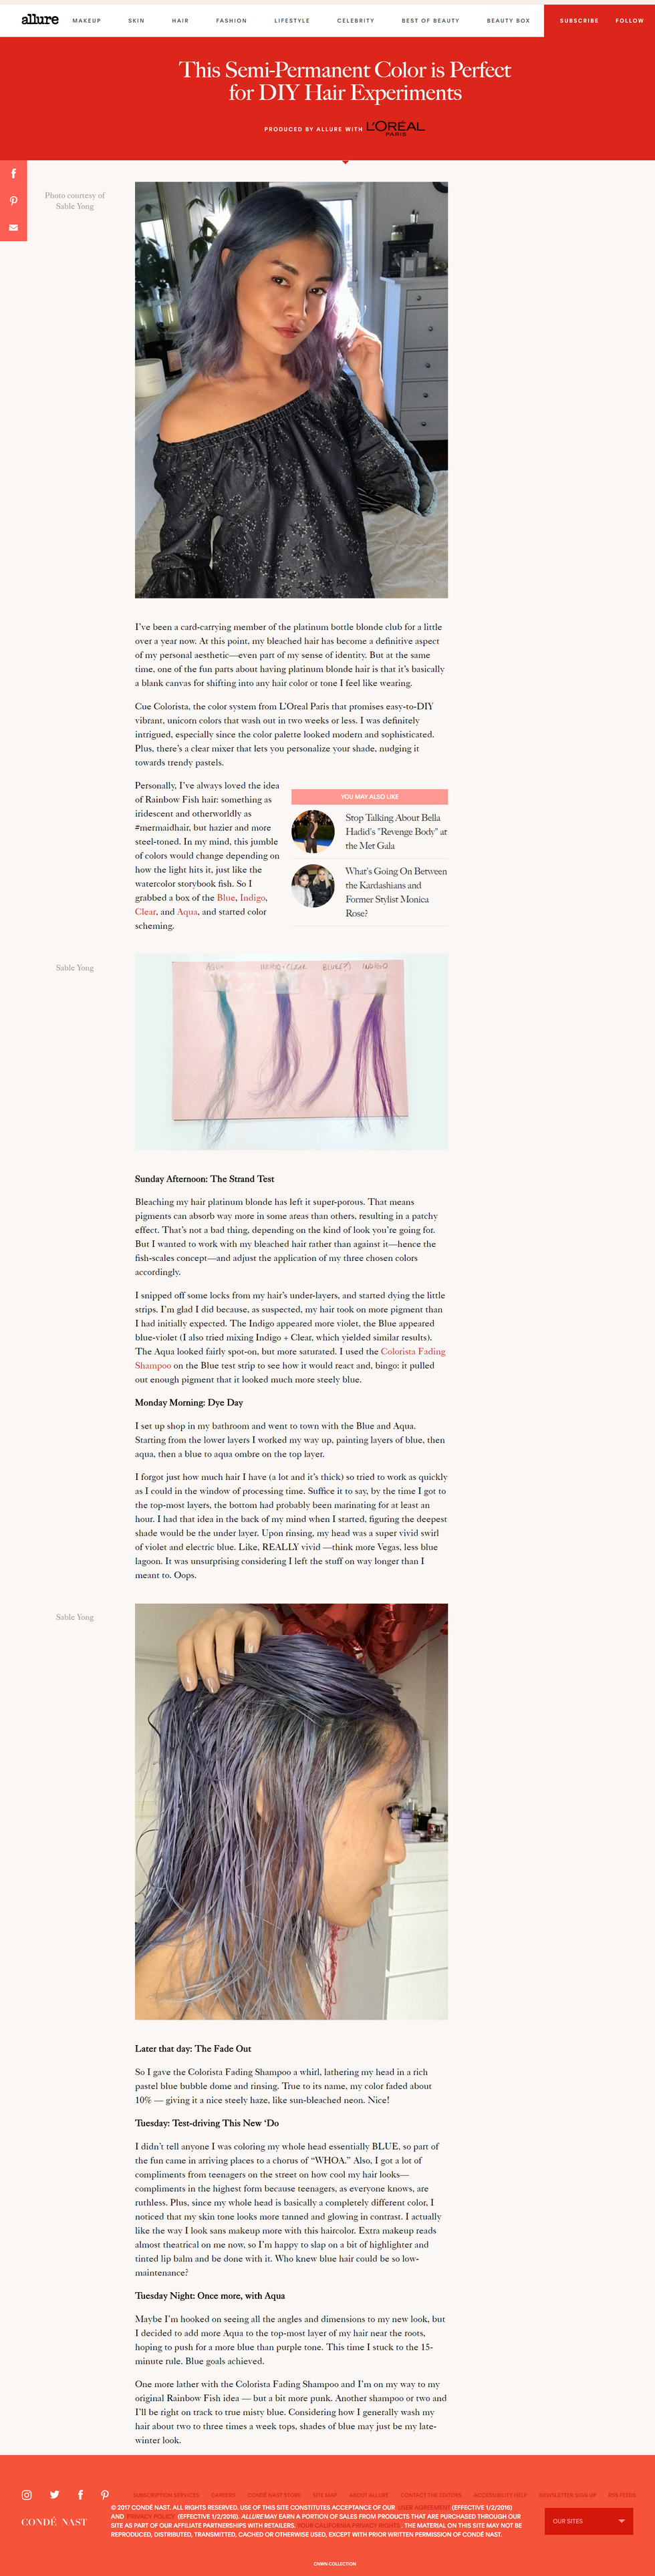 allure MAKEUP SKIN HAIR FASHION LIFESTYLE CELEBRITY BEST OF BEAUTY BEAUTY BOX SUBSCRIBE FOLLOW
This Semi-Permanent Color is Perfect
for DIY Hair Experiments
PRODUCED BY ALLURE WITH L'ORÉAL
PARIS
Photo courtesy of
Sable Yong
I've been a card-carrying member of the platinum bottle blonde club for a little
over a year now. At this point, my bleached hair has become a definitive aspect
of my personal aesthetic—even part of my sense of identity. But at the same
time, one of the fun parts about having platinum blonde hair is that it's basically
a blank canvas for shifting into any hair color or tone I feel like wearing.
Cue Colorista, the color system from L'Oreal Paris that promises easy-to-DIY
vibrant, unicorn colors that wash out in two weeks or less. I was definitely
intrigued, especially since the color palette looked modern and sophisticated.
Plus, there's a clear mixer that lets you personalize your shade, nudging it
towards trendy pastels.
Personally, I've always loved the idea
of Rainbow Fish hair: something as
iridescent and otherworldly as
#mermaidhair, but hazier and more
steel-toned. In my mind, this jumble
of colors would change depending on
how the light hits it, just like the
watercolor storybook fish. So I
grabbed a box of the Blue, Indigo,
Clear, and Aqua, and started color
scheming.
YOU MAY ALSO LIKE
Stop Talking About Bella
Hadid's "Revenge Body" at
the Met Gala
What's Going On Between
the Kardashians and
Former Stylist Monica
Rose?
Sable Yong
AQUA INDIGO + CLEAR BLUE(?) INDIGO
Sunday Afternoon: The Strand Test
Bleaching my hair platinum blonde has left it super-porous. That means
pigments can absorb way more in some areas than others, resulting in a patchy
effect. That's not a bad thing, depending on the kind of look you're going for.
But I wanted to work with my bleached hair rather than against it—hence the
fish-scales concept—and adjust the application of my three chosen colors
accordingly.
I snipped off some locks from my hair's under-layers, and started dying the little
strips. I'm glad I did because, as suspected, my hair took on more pigment than
I had initially expected. The Indigo appeared more violet, the Blue appeared
blue-violet (I also tried mixing Indigo + Clear, which yielded similar results).
The Aqua looked fairly spot-on, but more saturated. I used the Colorista Fading
Shampoo on the Blue test strip to see how it would react and, bingo: it pulled
out enough pigment that it looked much more steely blue.
Monday Morning: Dye Day
I set up shop in my bathroom and went to town with the Blue and Aqua.
Starting from the lower layers I worked my way up, painting layers of blue, then
aqua, then a blue to aqua ombre on the top layer.
I forgot just how much hair I have (a lot and it's thick) so tried to work as quickly
as I could in the window of processing time. Suffice it to say, by the time I got to
the top-most layers, the bottom had probably been marinating for at least an
hour. I had that idea in the back of my mind when I started, figuring the deepest
shade would be the under layer. Upon rinsing, my head was a super vivid swirl
of violet and electric blue. Like, REALLY vivid —think more Vegas, less blue
lagoon. It was unsurprising considering I left the stuff on way longer than I
meant to. Oops.
Sable Yong
Later that day: The Fade Out
So I gave the Colorista Fading Shampoo a whirl, lathering my head in a rich
pastel blue bubble dome and rinsing. True to its name, my color faded about
10% — giving it a nice steely haze, like sun-bleached neon. Nice!
Tuesday: Test-driving This New 'Do
I didn't tell anyone I was coloring my whole head essentially BLUE, so part of
the fun came in arriving places to a chorus of "WHOA." Also, I got a lot of
compliments from teenagers on the street on how cool my hair looks—
compliments in the highest form because teenagers, as everyone knows, are
ruthless. Plus, since my whole head is basically a completely different color, I
noticed that my skin tone looks more tanned and glowing in contrast. I actually
like the way I look sans makeup more with this haircolor. Extra makeup reads
almost theatrical on me now, so I'm happy to slap on a bit of highlighter and
tinted lip balm and be done with it. Who knew blue hair could be so low-
maintenance?
Tuesday Night: Once more, with Aqua
Maybe I'm hooked on seeing all the angles and dimensions to my new look, but
I decided to add more Aqua to the top-most layer of my hair near the roots,
hoping to push for a more blue than purple tone. This time I stuck to the 15-
minute rule. Blue goals achieved.
One more lather with the Colorista Fading Shampoo and I'm on my way to my
original Rainbow Fish idea — but a bit more punk. Another shampoo or two and
I'll be right on track to true misty blue. Considering how I generally wash my
hair about two to three times a week tops, shades of blue may just be my late-
winter look.
SUBSCRIPTION SERVICES CAREERS CONDÉ NAST STORE SITE MAP ABOUT ALLURE CONTACT THE EDITORS ACCESSIBILITY HELP NEWSLETTER SIGN UP RSS FEEDS
CONDÉ NAST
© 2017 CONDÉ NAST. ALL RIGHTS RESERVED. USE OF THIS SITE CONSTITUTES ACCEPTANCE OF OUR USER AGREEMENT (EFFECTIVE 1/2/2016)
AND PRIVACY POLICY (EFFECTIVE 1/2/2016). ALLURE MAY EARN A PORTION OF SALES FROM PRODUCTS THAT ARE PURCHASED THROUGH OUR
SITE AS PART OF OUR AFFILIATE PARTNERSHIPS WITH RETAILERS. YOUR CALIFORNIA PRIVACY RIGHTS. THE MATERIAL ON THIS SITE MAY NOT BE
REPRODUCED, DISTRIBUTED, TRANSMITTED, CACHED OR OTHERWISE USED, EXCEPT WITH PRIOR WRITTEN PERMISSION OF CONDÉ NAST.
OUR SITES
CNWN COLLECTION